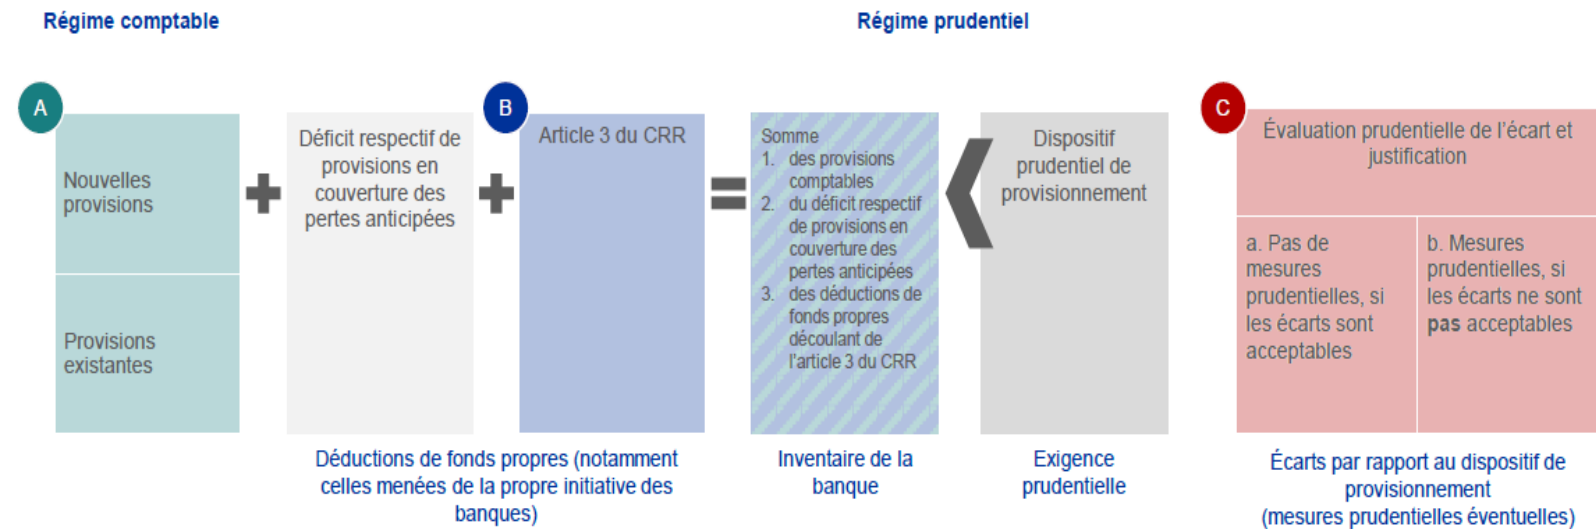 Régime comptable
Régime prudentiel
A
Nouvelles
provisions
Provisions
existantes
Déficit respectif de
provisions en
couverture des
pertes anticipées
B
Article 3 du CRR
Somme
1. des provisions
comptables
2. du déficit respectif
de provisions en
couverture des
pertes anticipées
3. des déductions de
fonds propres
découlant de
l'article 3 du CRR
Dispositif
prudentiel de
provisionnement
C
Évaluation prudentielle de l'écart et
justification
a. Pas de
mesures
prudentielles, si
les écarts sont
acceptables
b. Mesures
prudentielles, si
les écarts ne sont
pas acceptables
Déductions de fonds propres (notamment
celles menées de la propre initiative des
banques)
Inventaire de la
banque
Exigence
prudentielle
Écarts par rapport au dispositif de
provisionnement
(mesures prudentielles éventuelles)